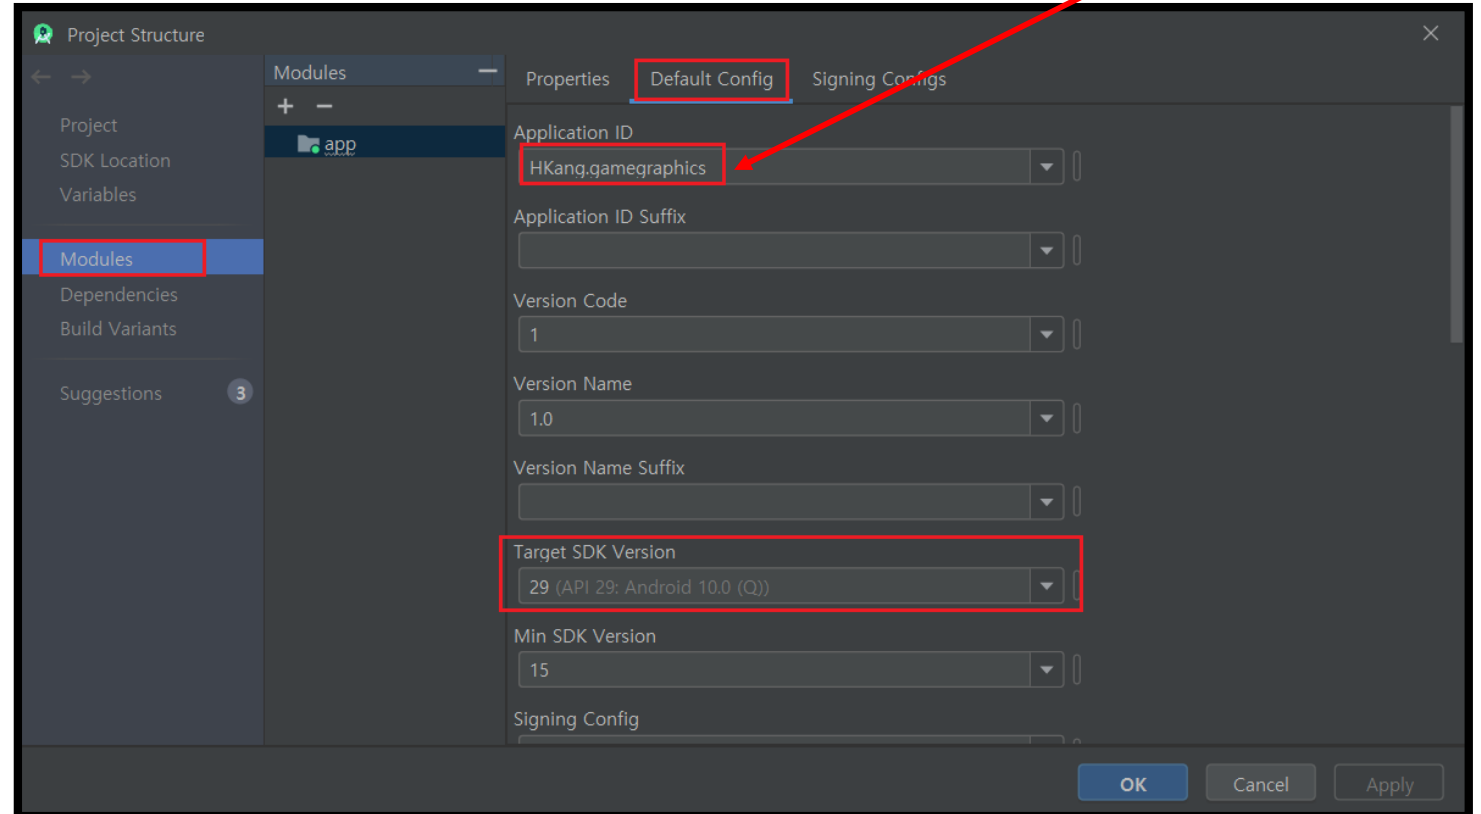 Project Structure
Project
SDK Location
Variables
Modules
Dependencies
Build Variants
Suggestions 3
Modules
app
Properties Default Config Signing Configs
Application ID
HKang.gamegraphics
Application ID Suffix
Version Code
1
Version Name
1.0
Version Name Suffix
Target SDK Version
29 (API 29: Android 10.0 (Q))
Min SDK Version
15
Signing Config
OK Cancel Apply